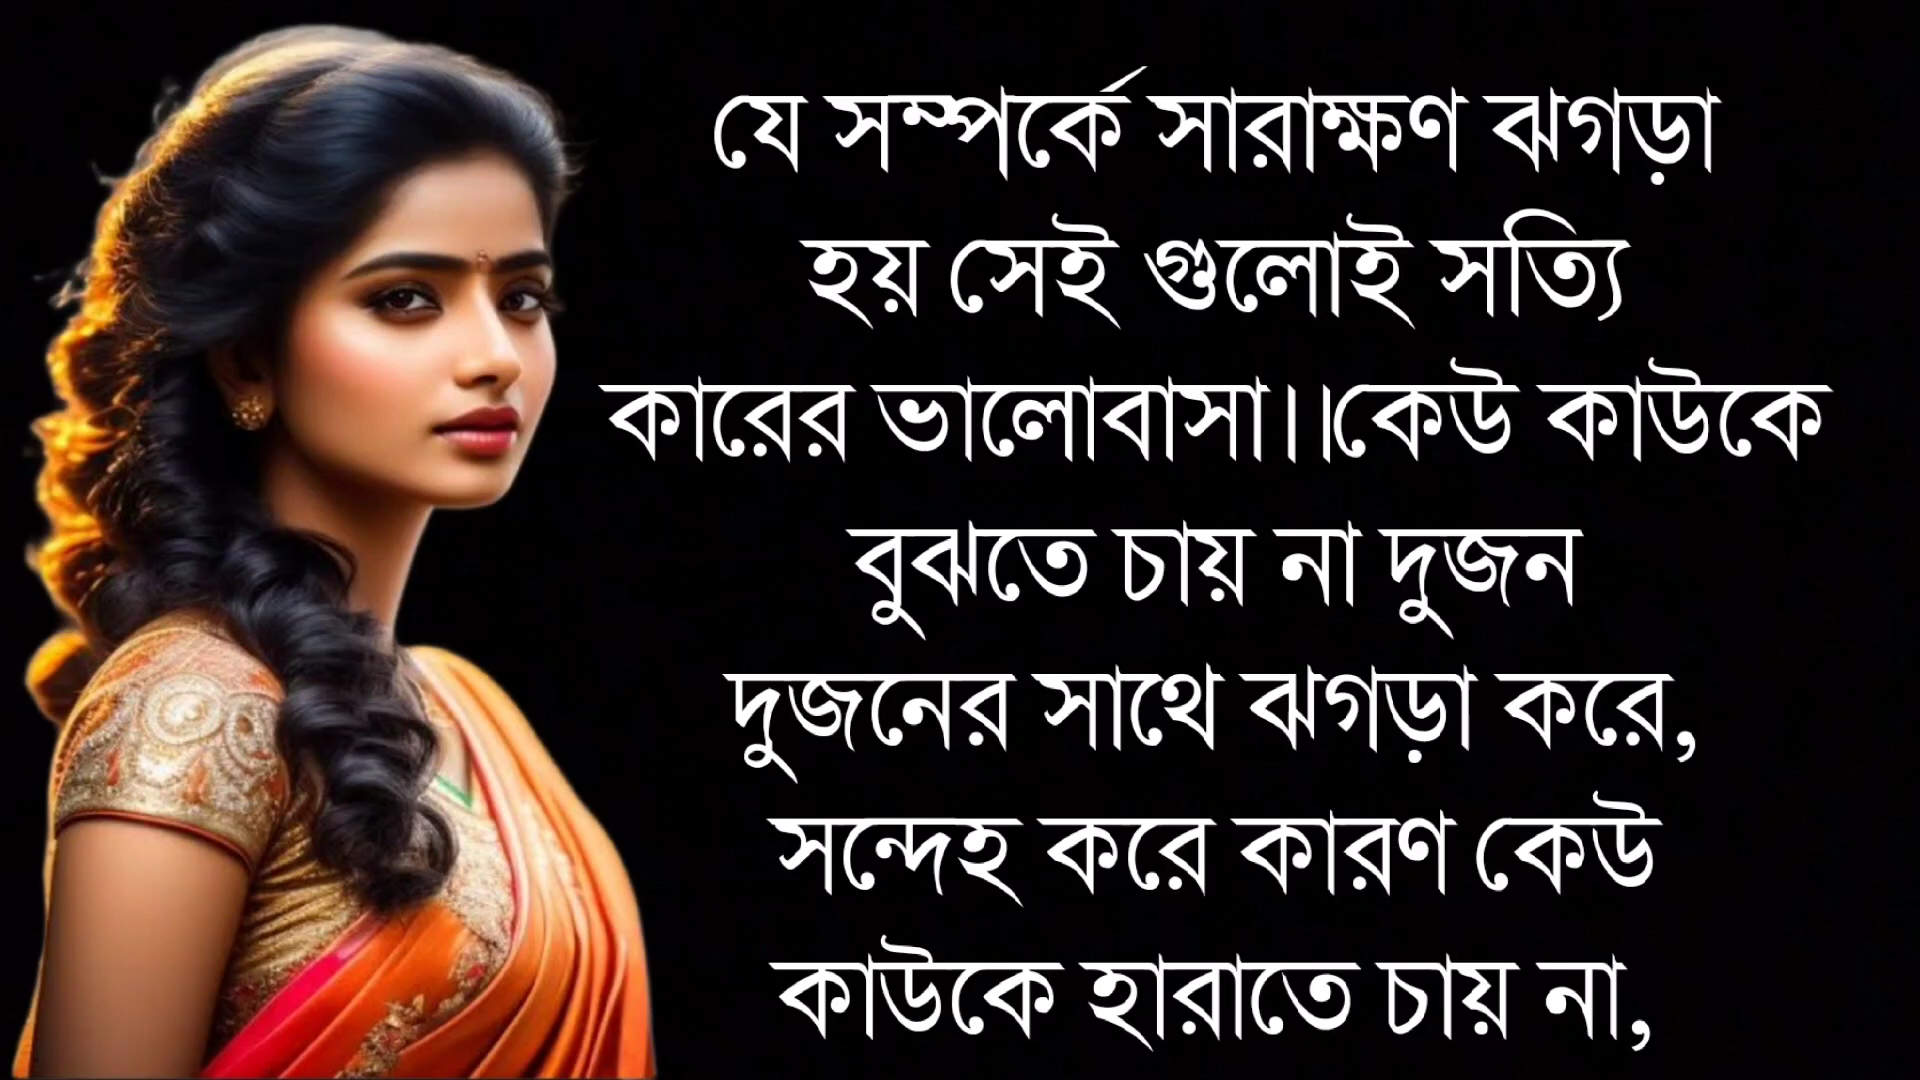 যে সম্পর্কে সারাক্ষণ ঝগড়া
হয় সেই গুলোই সত্যি
কারের ভালোবাসা।।কেউ কাউকে
বুঝতে চায় না দুজন
দুজনের সাথে ঝগড়া করে,
সন্দেহ করে কারণ কেউ
কাউকে হারাতে চায় না,